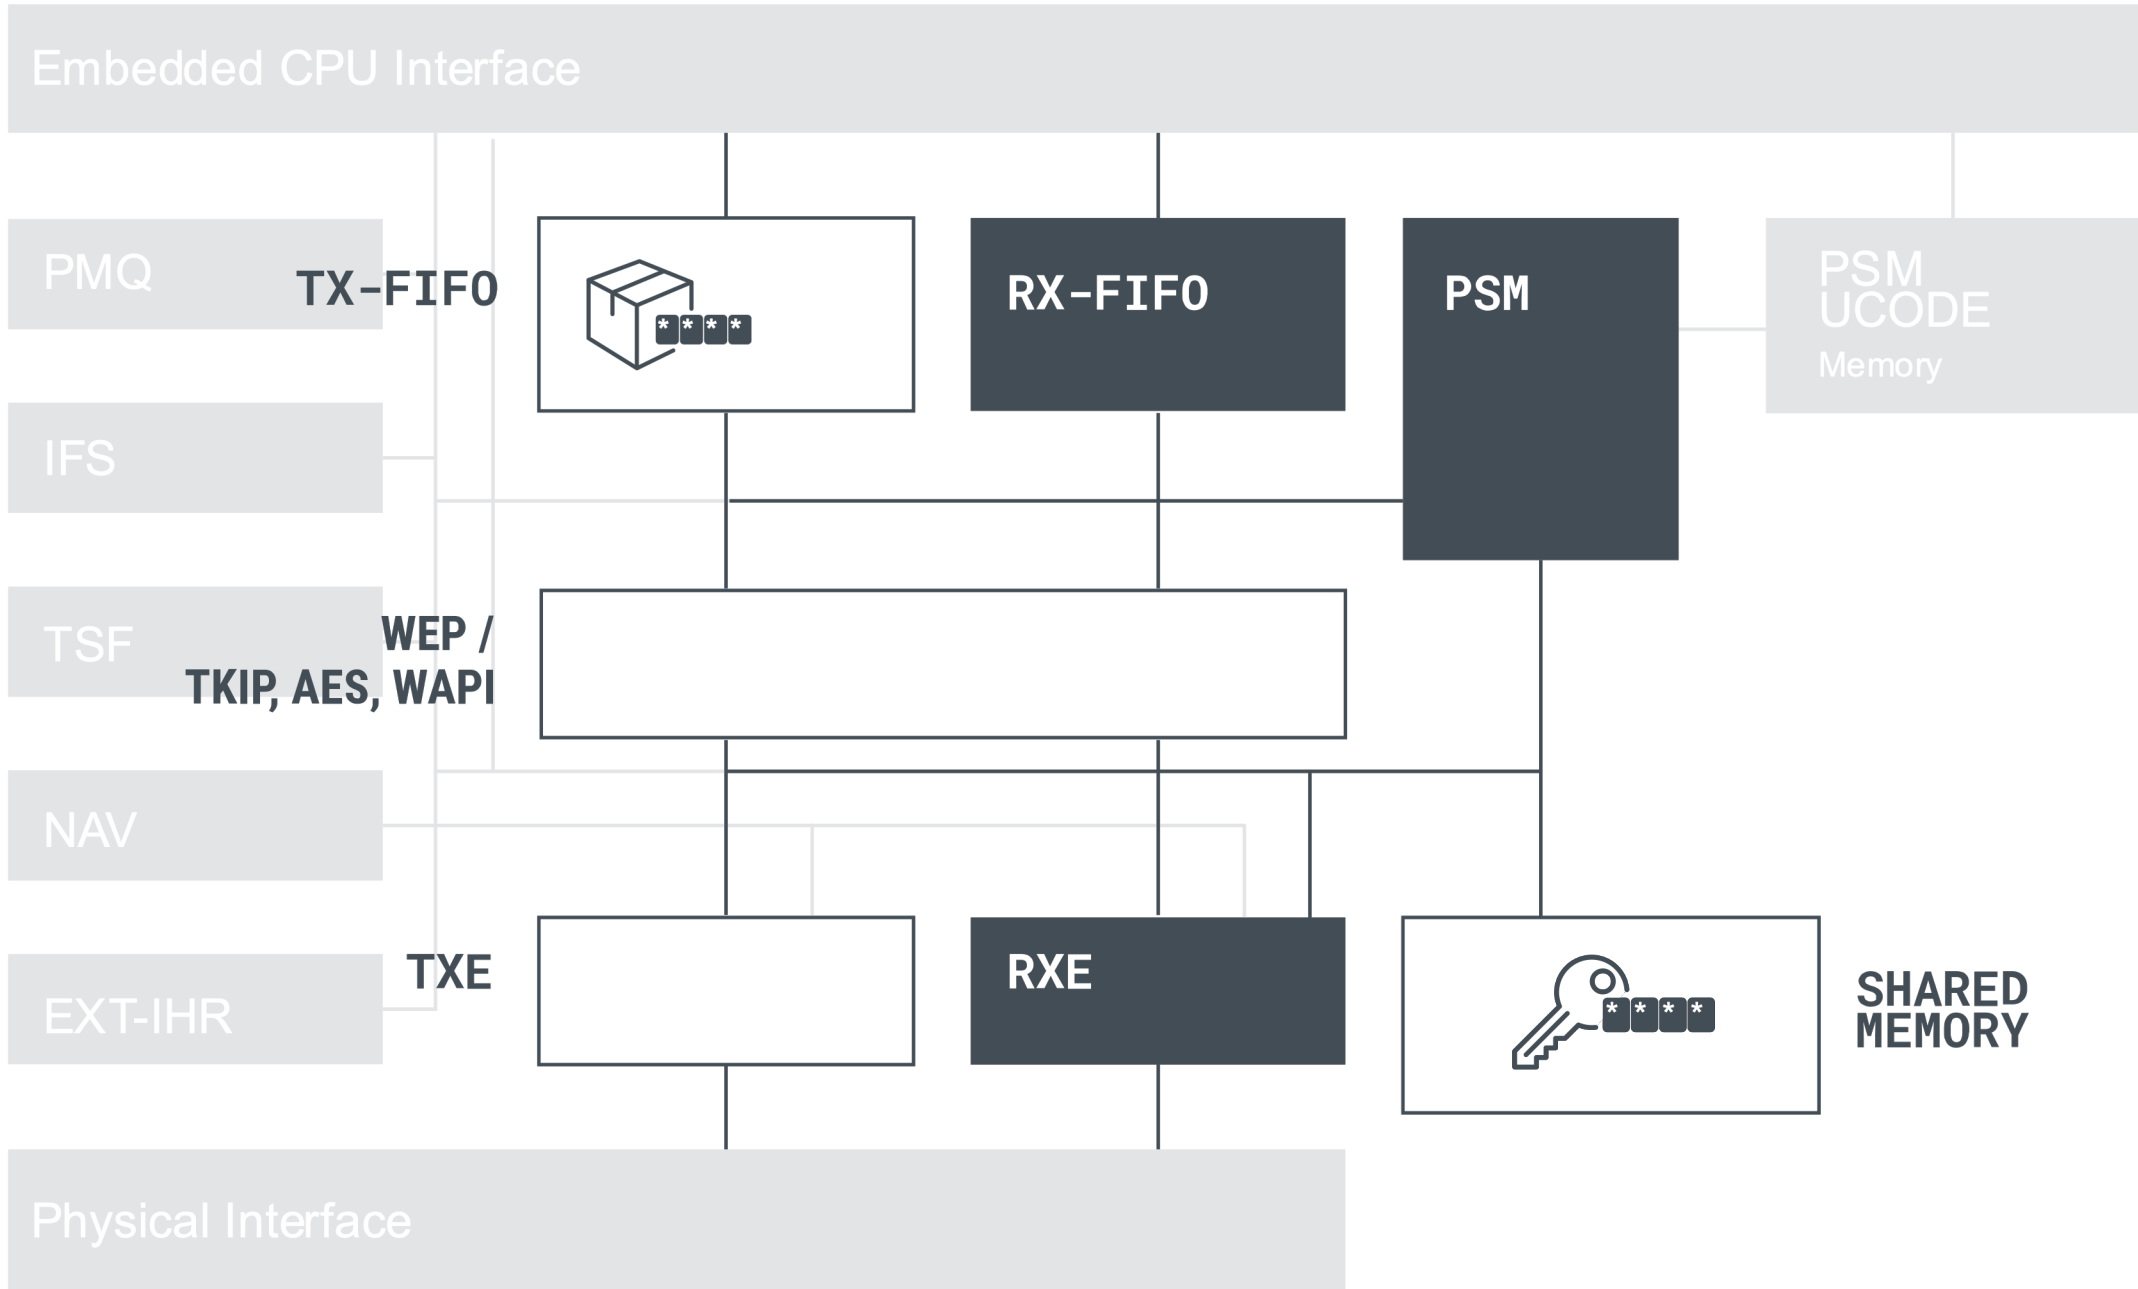 Embedded CPU Interface
PMQ
TX-FIFO
****
RX-FIFO
PSM
PSM
UCODE
Memory
IFS
TSF
WEP /
TKIP, AES, WAPI
NAV
EXT-IHR
TXE
RXE
****
SHARED
MEMORY
Physical Interface